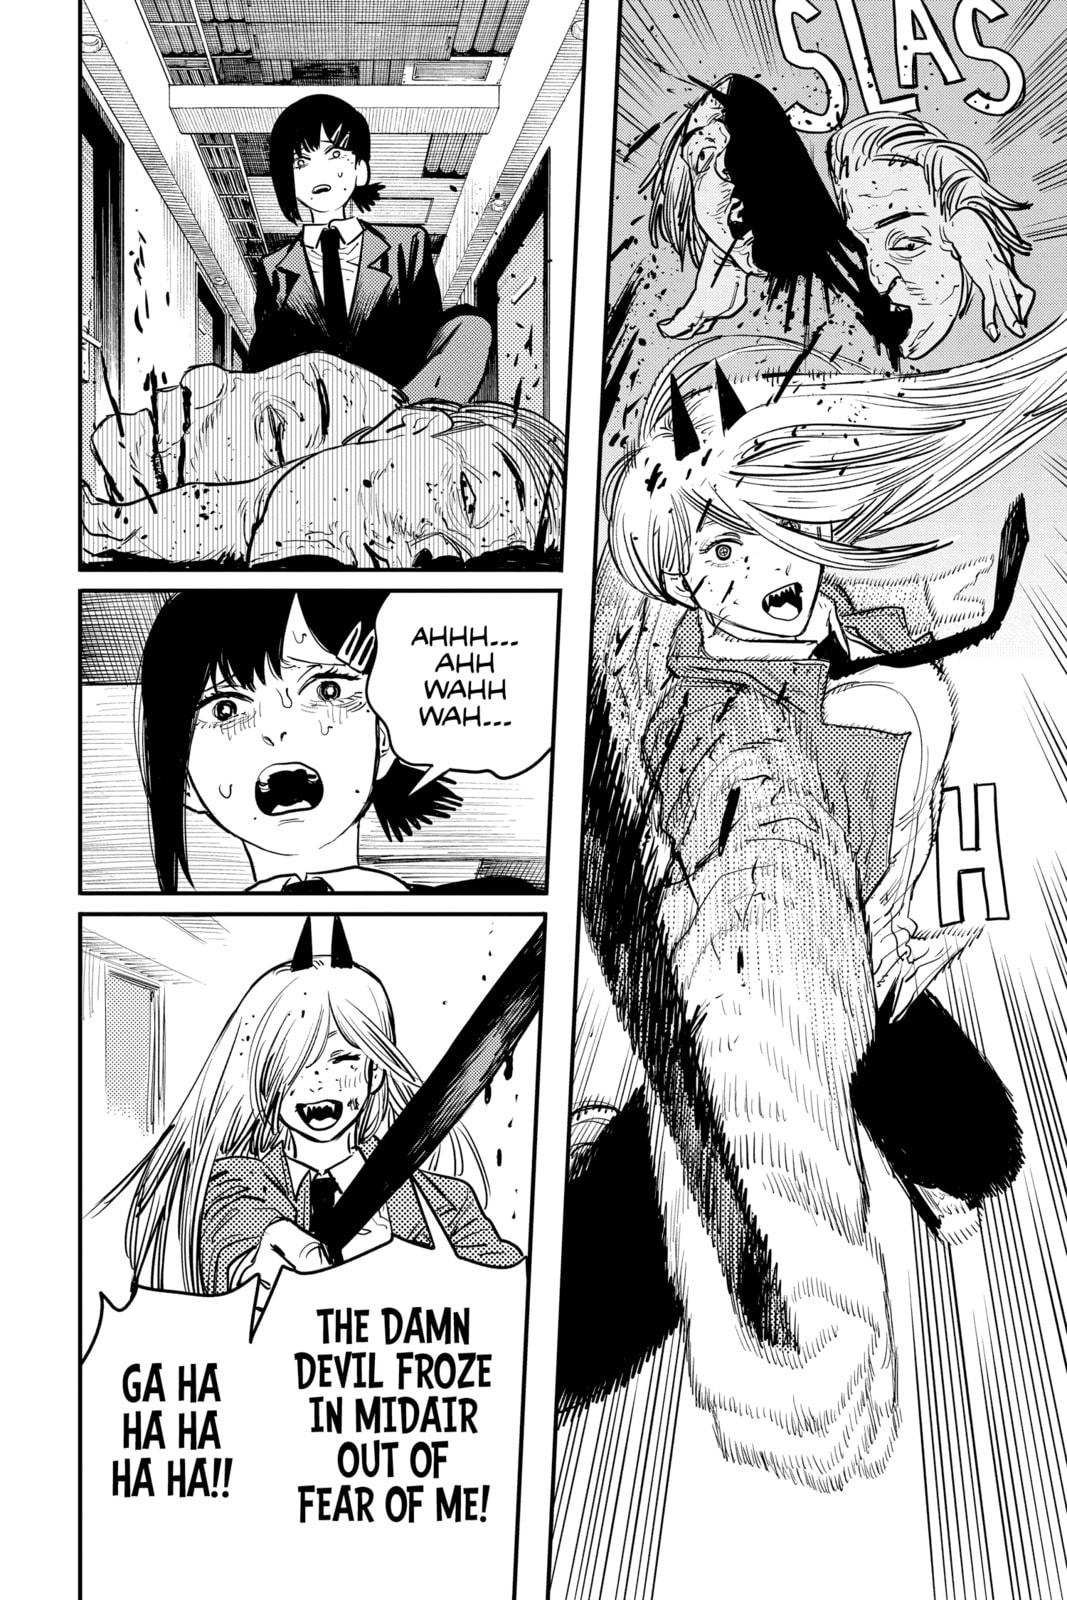 SLAS
H
AHHH...
AHH
WAHH
WAH...
THE DAMN
DEVIL FROZE
IN MIDAIR
OUT OF
FEAR OF ME!
GA HA
HA HA
HA HA!!